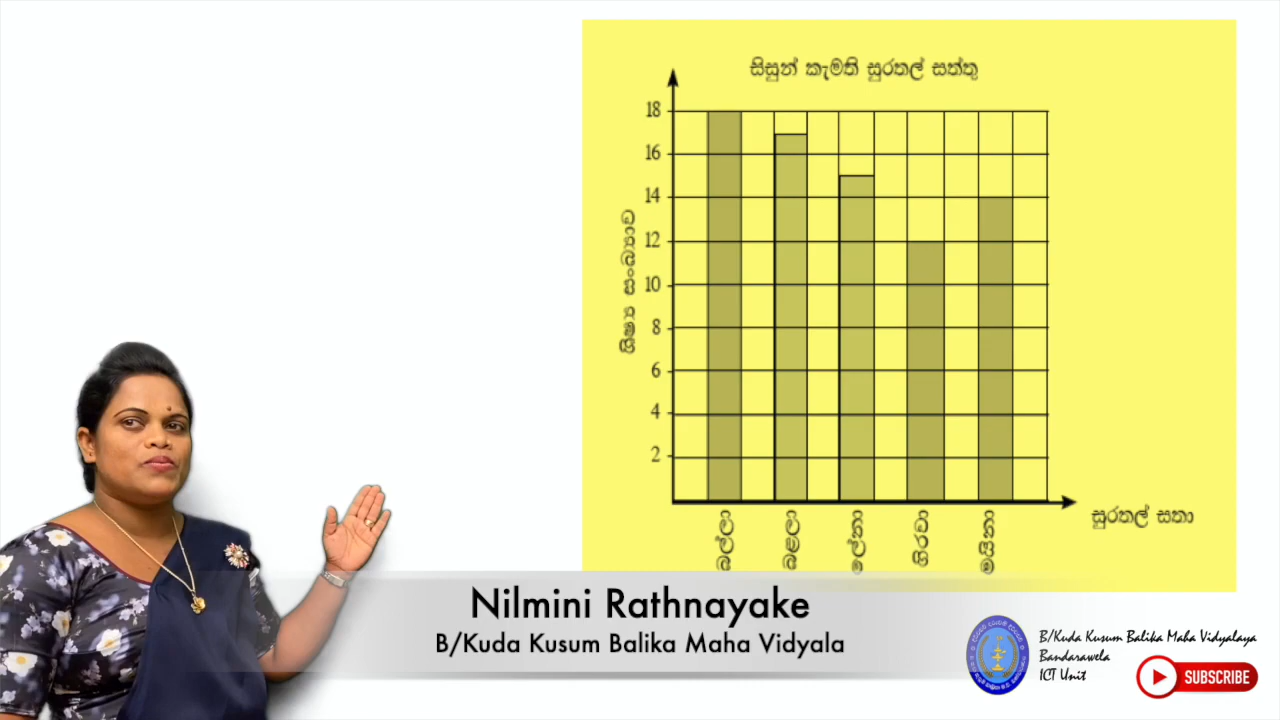 සිසුන් කැමති සුරතල් සත්තු
ශිෂ්‍ය සංඛ්‍යාව
18
16
14
12
10
8
6
4
2
බල්ලා
බළලා
ගිරවා
මයිනා
සුරතල් සතා
Nilmini Rathnayake
B/Kuda Kusum Balika Maha Vidyala
B/Kuda Kusum Balika Maha Vidyalaya
Bandarawela
ICT Unit
SUBSCRIBE